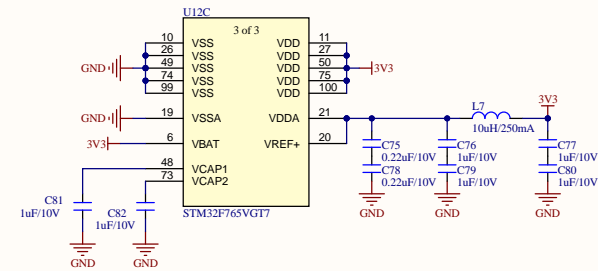 U12C
3 of 3
10 VSS VDD 11
26 VSS VDD 27
49 VSS VDD 50
74 VSS VDD 75
99 VSS VDD 100
GND
3V3
GND 19 VSSA VDDA 21
3V3 6 VBAT VREF+ 20
48 VCAP1
73 VCAP2
STM32F765VGT7
L7
10uH/250mA
3V3
C75
0.22uF/10V
C78
0.22uF/10V
GND
C76
1uF/10V
C79
1uF/10V
GND
C77
1uF/10V
C80
1uF/10V
GND
C81
1uF/10V
GND
C82
1uF/10V
GND